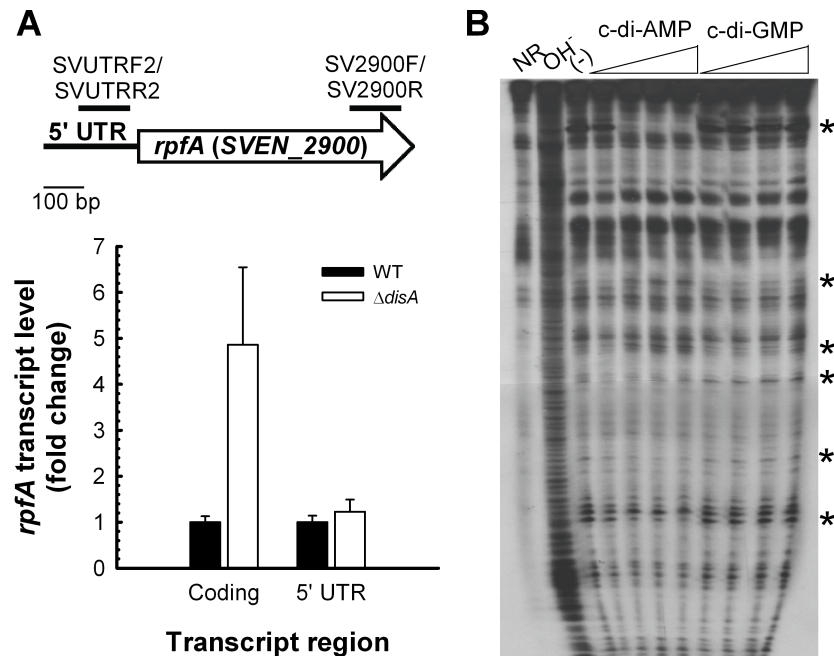 A
SVUTRF2/
SVUTRR2
SV2900F/
SV2900R
5' UTR
rpfA (SVEN_2900)
100 bp
rpfA transcript level
(fold change)
7
6
5
4
3
2
1
0
WT
ΔdisA
Coding
5' UTR
Transcript region
B
NR
OH-
(-)
c-di-AMP
c-di-GMP
*
*
*
*
*
*